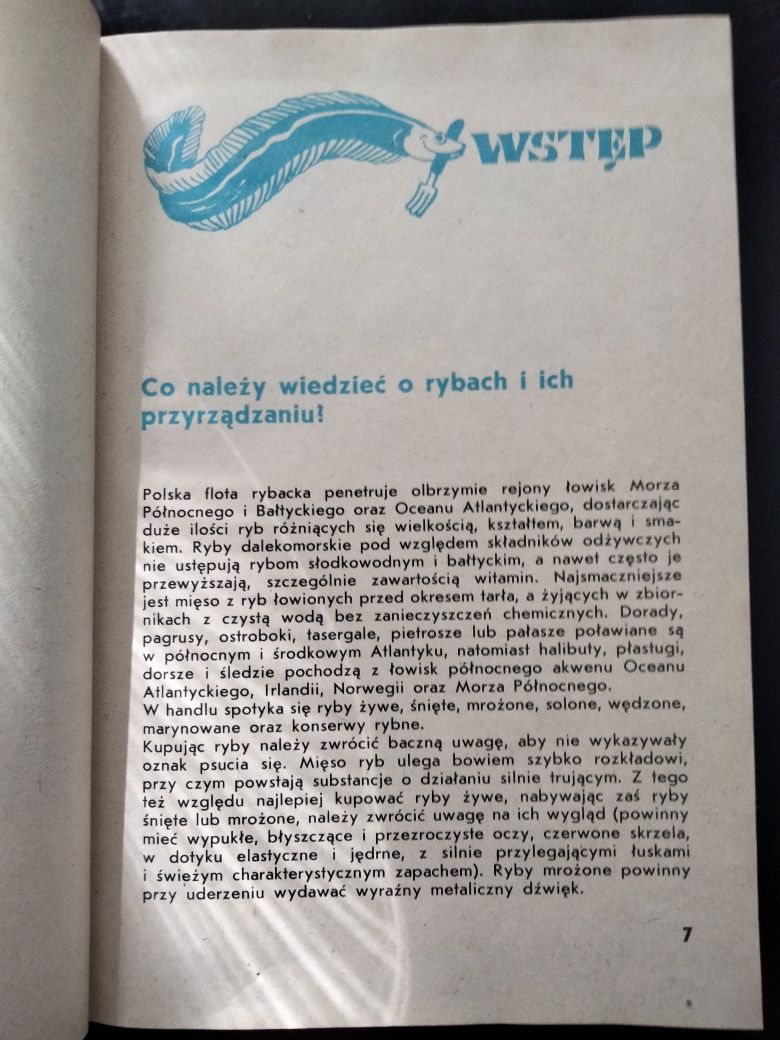 WSTĘP
Co należy wiedzieć o rybach i ich
przyrządzaniu?
Polska flota rybacka penetruje olbrzymie rejony łowisk Morza
Północnego i Bałtyckiego oraz Oceanu Atlantyckiego, dostarczając
duże ilości ryb różniących się wielkością, kształtem, barwą i sma-
kiem. Ryby dalekomorskie pod względem składników odżywczych
nie ustępują rybom słodkowodnym i bałtyckim, a nawet często je
przewyższają, szczególnie zawartością witamin. Najsmaczniejsze
jest mięso z ryb łowionych przed okresem tarła, a żyjących w zbior-
nikach z czystą wodą bez zanieczyszczeń chemicznych. Dorady,
pagrusy, ostroboki, tasergale, pietrosze lub pałasze poławiane są
w północnym i środkowym Atlantyku, natomiast halibuty, płastugi,
dorsze i śledzie pochodzą z łowisk północnego akwenu Oceanu
Atlantyckiego, Irlandii, Norwegii oraz Morza Północnego.
W handlu spotyka się ryby żywe, śnięte, mrożone, solone, wędzone,
marynowane oraz konserwy rybne.
Kupując ryby należy zwrócić baczną uwagę, aby nie wykazywały
oznak psucia się. Mięso ryb ulega bowiem szybko rozkładowi,
przy czym powstają substancje o działaniu silnie trującym. Z tego
też względu najlepiej kupować ryby żywe, nabywając zaś ryby
śnięte lub mrożone, należy zwrócić uwagę na ich wygląd (powinny
mieć wypukłe, błyszczące i przezroczyste oczy, czerwone skrzela,
w dotyku elastyczne i jędrne, z silnie przylegającymi łuskami
i świeżym charakterystycznym zapachem). Ryby mrożone powinny
przy uderzeniu wydawać wyraźny metaliczny dźwięk.
7